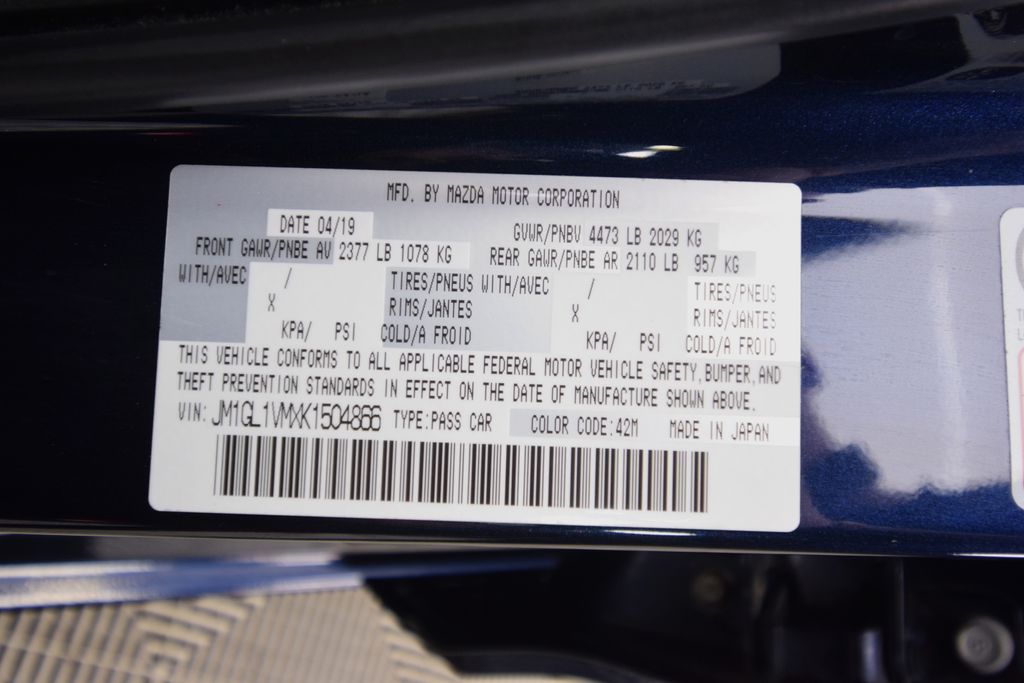 MFD. BY MAZDA MOTOR CORPORATION
DATE 04/19 GVWR/PNBV 4473 LB 2029 KG
FRONT GAWR/PNBE AV 2377 LB 1078 KG REAR GAWR/PNBE AR 2110 LB 957 KG
WITH/AVEC / TIRES/PNEUS WITH/AVEC / TIRES/PNEUS
X RIMS/JANTES X RIMS/JANTES
KPA/ PSI COLD/A FROID KPA/ PSI COLD/A FROID
THIS VEHICLE CONFORMS TO ALL APPLICABLE FEDERAL MOTOR VEHICLE SAFETY, BUMPER, AND
THEFT PREVENTION STANDARDS IN EFFECT ON THE DATE OF MANUFACTURE SHOWN ABOVE.
VIN: JM1GL1VMXK1504866 TYPE:PASS CAR COLOR CODE:42M MADE IN JAPAN